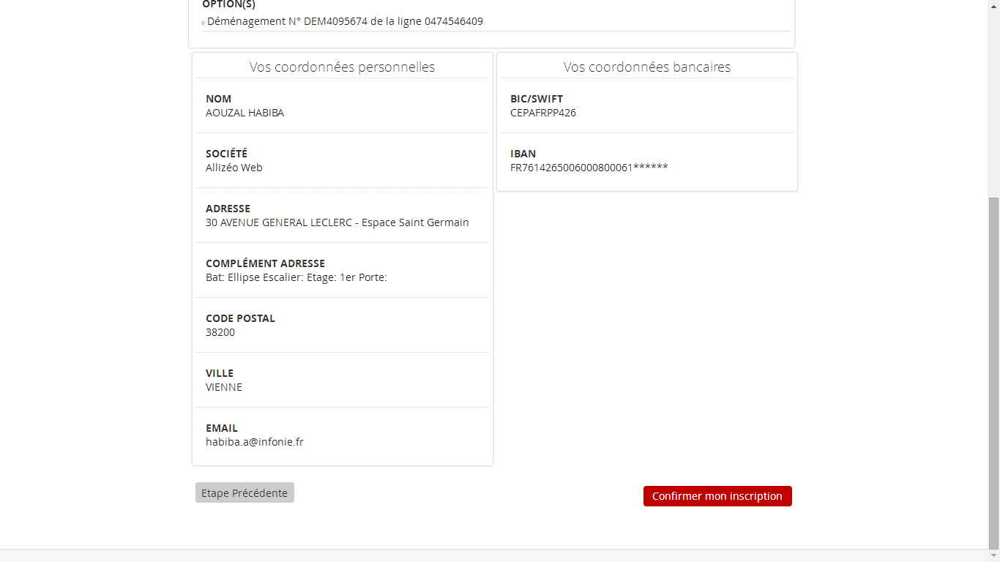 OPTION(S)
Déménagement N° DEM4095674 de la ligne 0474546409
Vos coordonnées personnelles
NOM
AOUZAL HABIBA
SOCIÉTÉ
Allizéo Web
ADRESSE
30 AVENUE GENERAL LECLERC - Espace Saint Germain
COMPLÉMENT ADRESSE
Bat: Ellipse Escalier: Etage: 1er Porte:
CODE POSTAL
38200
VILLE
VIENNE
EMAIL
habiba.a@infonie.fr
Vos coordonnées bancaires
BIC/SWIFT
CEPAFRPP426
IBAN
FR7614265006000800061******
Etape Précédente
Confirmer mon inscription